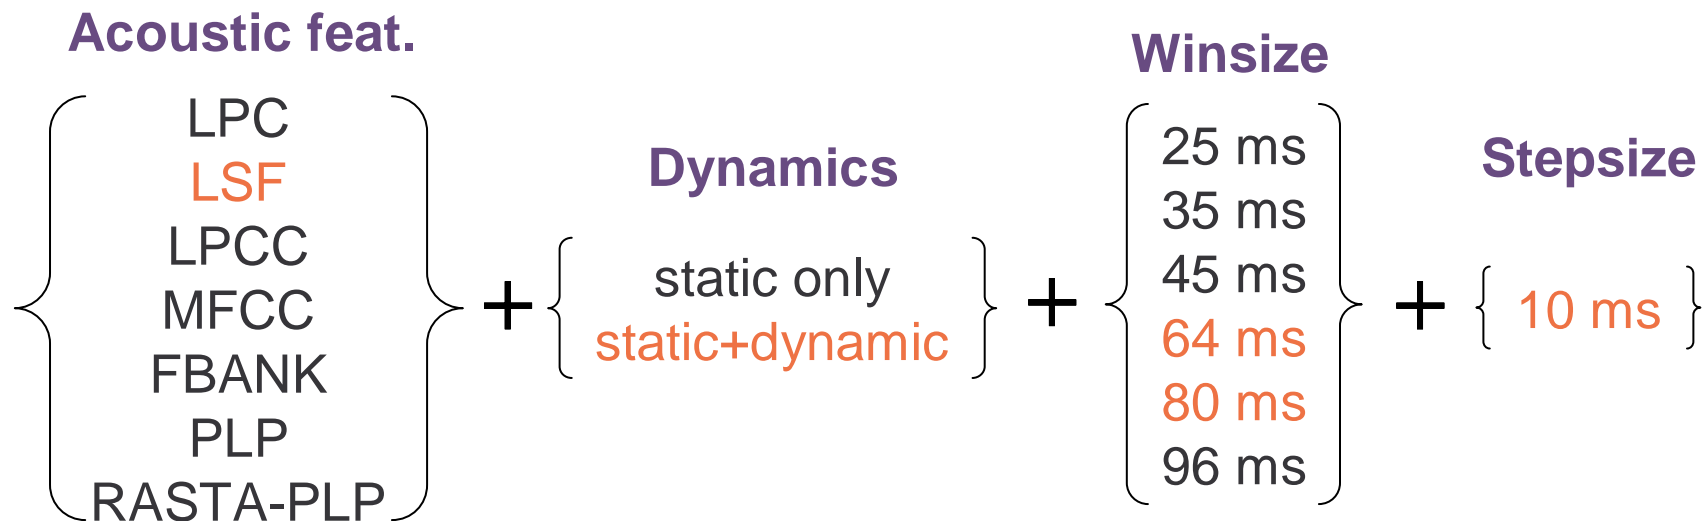 Acoustic feat.
LPC
LSF
LPCC
MFCC
FBANK
PLP
RASTA-PLP
+
Dynamics
static only
static+dynamic
+
Winsize
25 ms
35 ms
45 ms
64 ms
80 ms
96 ms
+
Stepsize
10 ms